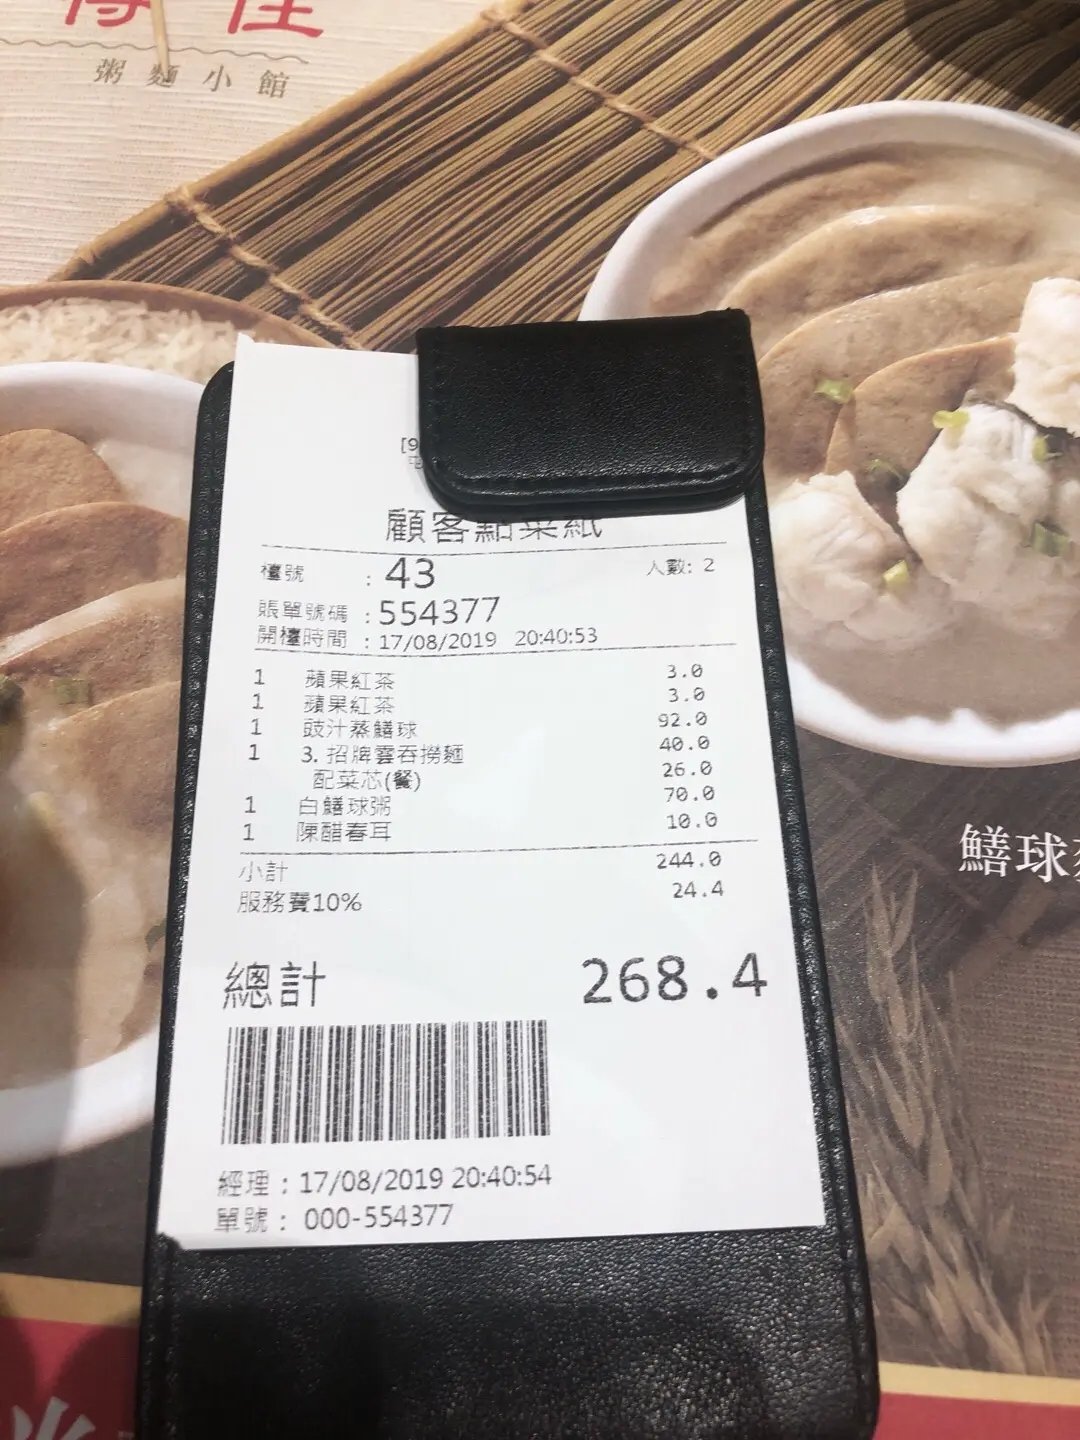 佳
粥麵小館
[9
顧客點菜紙
檯號 : 43 人數: 2
賬單號碼 : 554377
開檯時間 : 17/08/2019 20:40:53
1 蘋果紅茶 3.0
1 蘋果紅茶 3.0
1 豉汁蒸鱔球 92.0
1 3. 招牌雲吞撈麵 40.0
配菜芯(餐) 26.0
1 白鱔球粥 70.0
1 陳醋春耳 10.0
小計 244.0
服務費10% 24.4
總計 268.4
經理 : 17/08/2019 20:40:54
單號 : 000-554377
鱔球